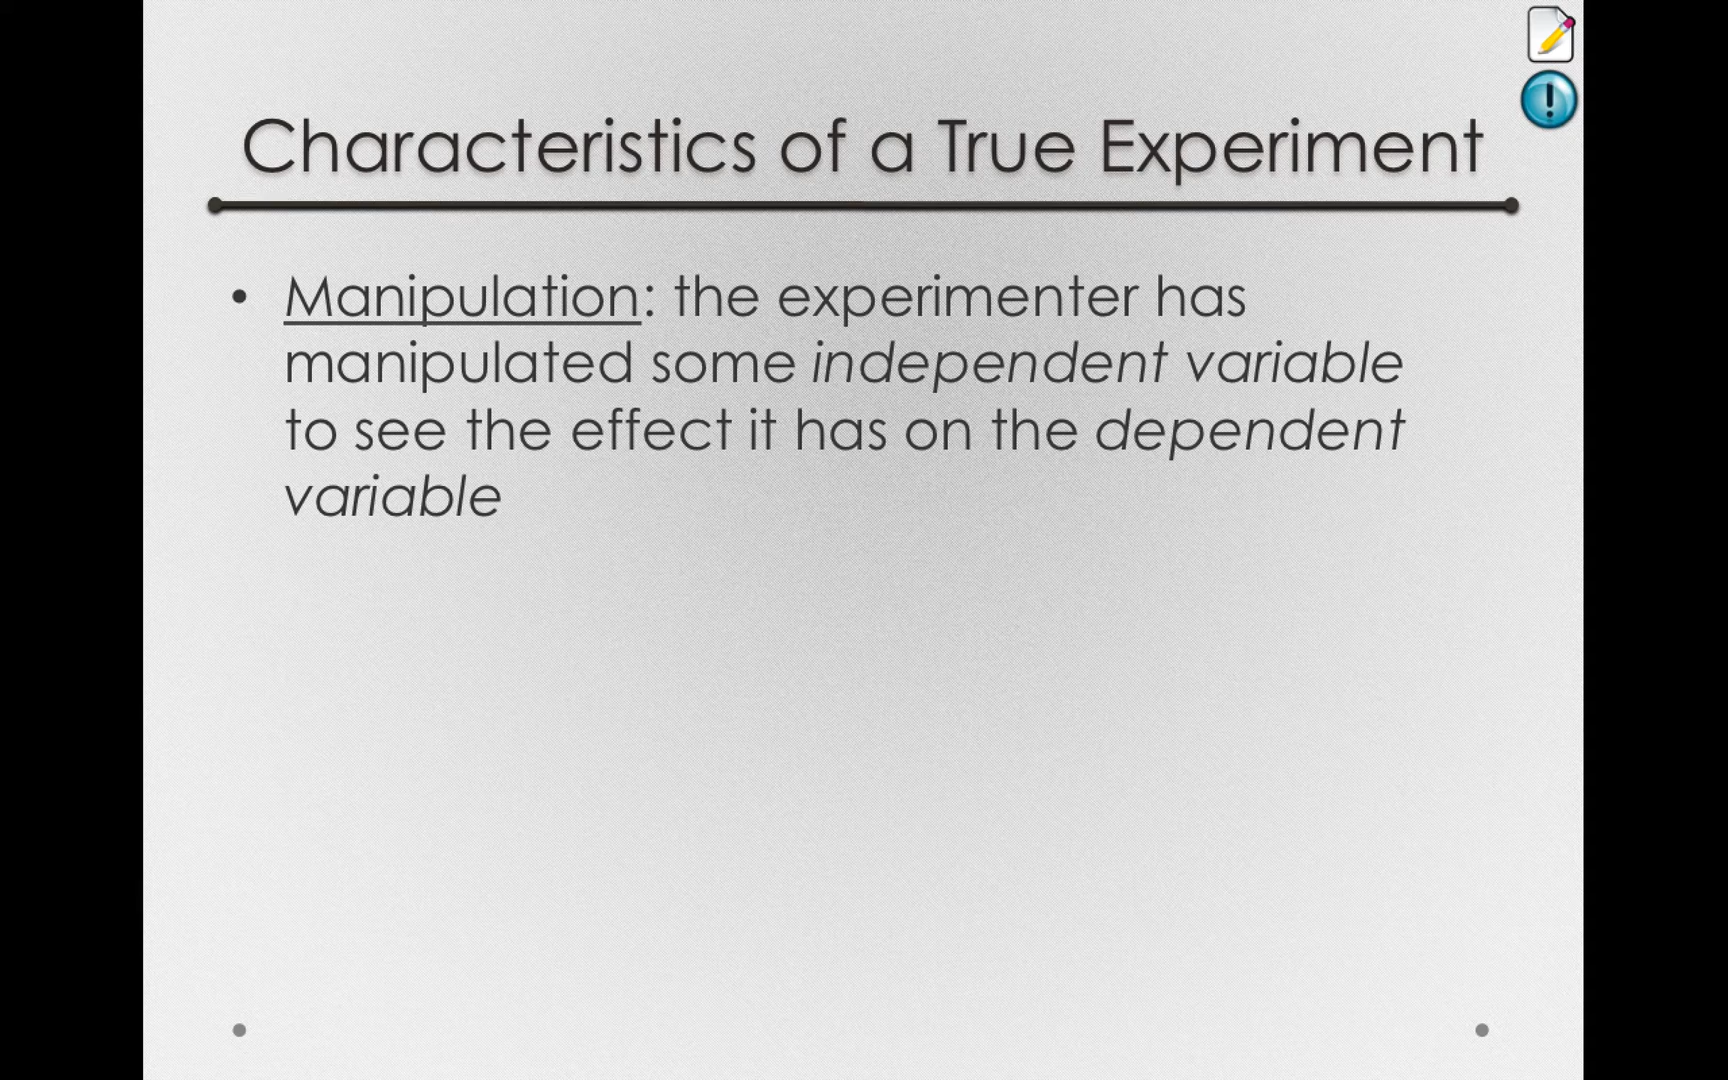 Characteristics of a True Experiment
• Manipulation: the experimenter has
manipulated some independent variable
to see the effect it has on the dependent
variable